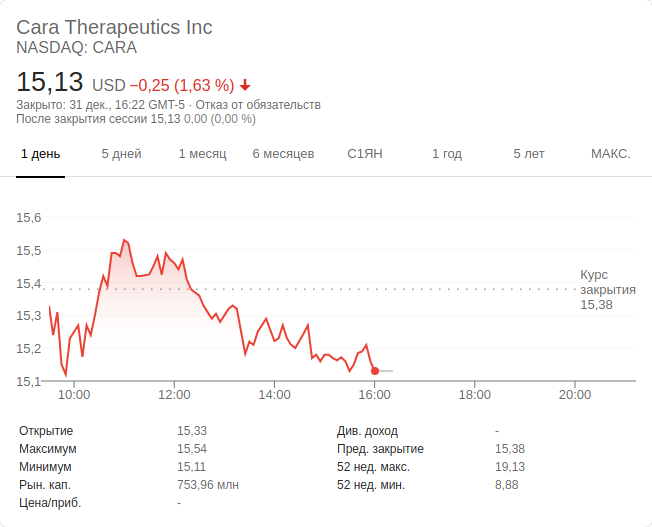 Cara Therapeutics Inc
NASDAQ: CARA
15,13 USD −0,25 (1,63 %)
Закрыто: 31 дек., 16:22 GMT-5 · Отказ от обязательств
После закрытия сессии 15,13 0,00 (0,00 %)
1 день 5 дней 1 месяц 6 месяцев С1ЯН 1 год 5 лет МАКС.
15,6
15,5
15,4
15,3
15,2
15,1
Курс
закрытия
15,38
10:00 12:00 14:00 16:00 18:00 20:00
Открытие 15,33 Див. доход -
Максимум 15,54 Пред. закрытие 15,38
Минимум 15,11 52 нед. макс. 19,13
Рын. кап. 753,96 млн 52 нед. мин. 8,88
Цена/приб. -